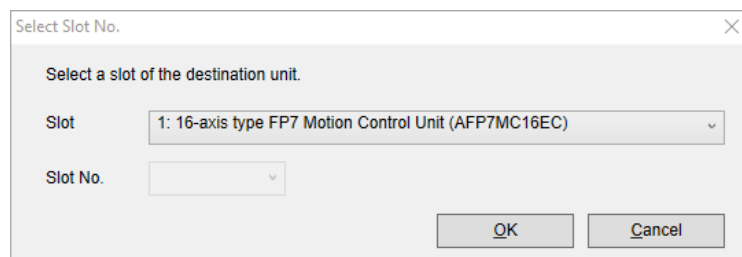 Select Slot No.
Select a slot of the destination unit.
Slot 1: 16-axis type FP7 Motion Control Unit (AFP7MC16EC)
Slot No.
OK Cancel